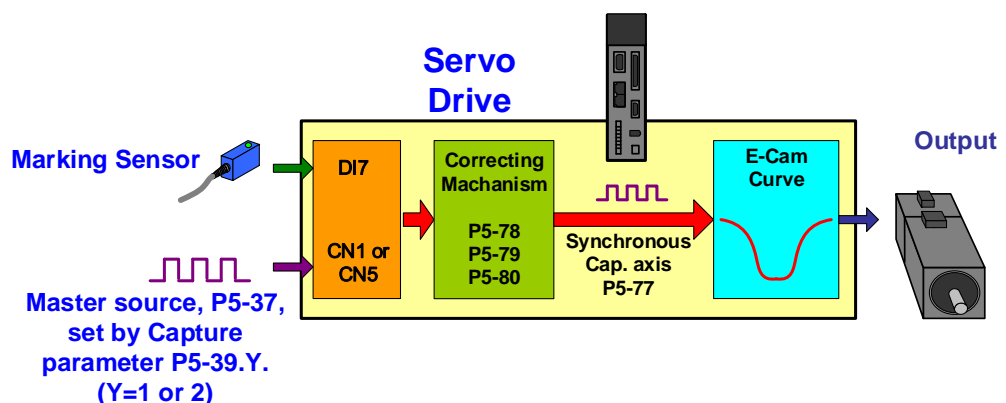 Servo
Drive
Marking Sensor
DI7
CN1 or
CN5
Correcting
Machanism
P5-78
P5-79
P5-80
Synchronous
Cap. axis
P5-77
E-Cam
Curve
Output
Master source, P5-37,
set by Capture
parameter P5-39.Y.
(Y=1 or 2)